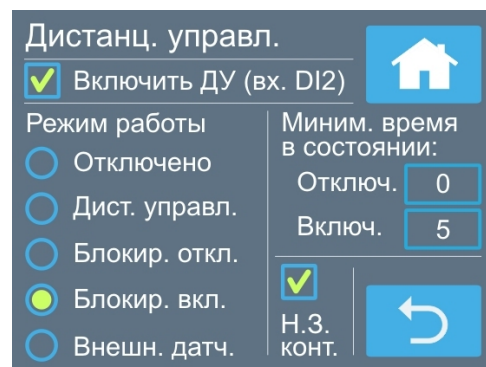 Дистанц. управл.
Включить ДУ (вх. DI2)
Режим работы
Отключено
Дист. управл.
Блокир. откл.
Блокир. вкл.
Внешн. датч.
Миним. время
в состоянии:
Отключ. 0
Включ. 5
Н.З.
конт.